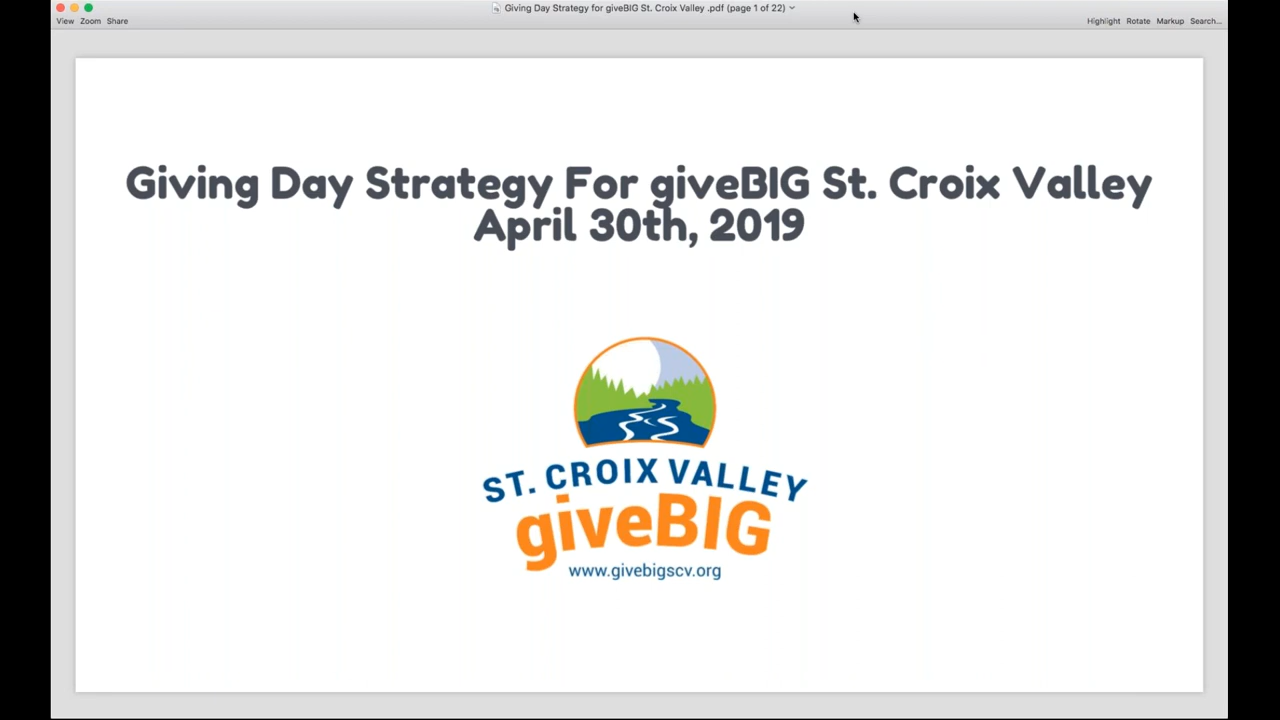 Giving Day Strategy for giveBIG St. Croix Valley .pdf (page 1 of 22)
View Zoom Share
Highlight Rotate Markup Search...
Giving Day Strategy For giveBIG St. Croix Valley
April 30th, 2019
ST. CROIX VALLEY
giveBIG
www.givebigscv.org